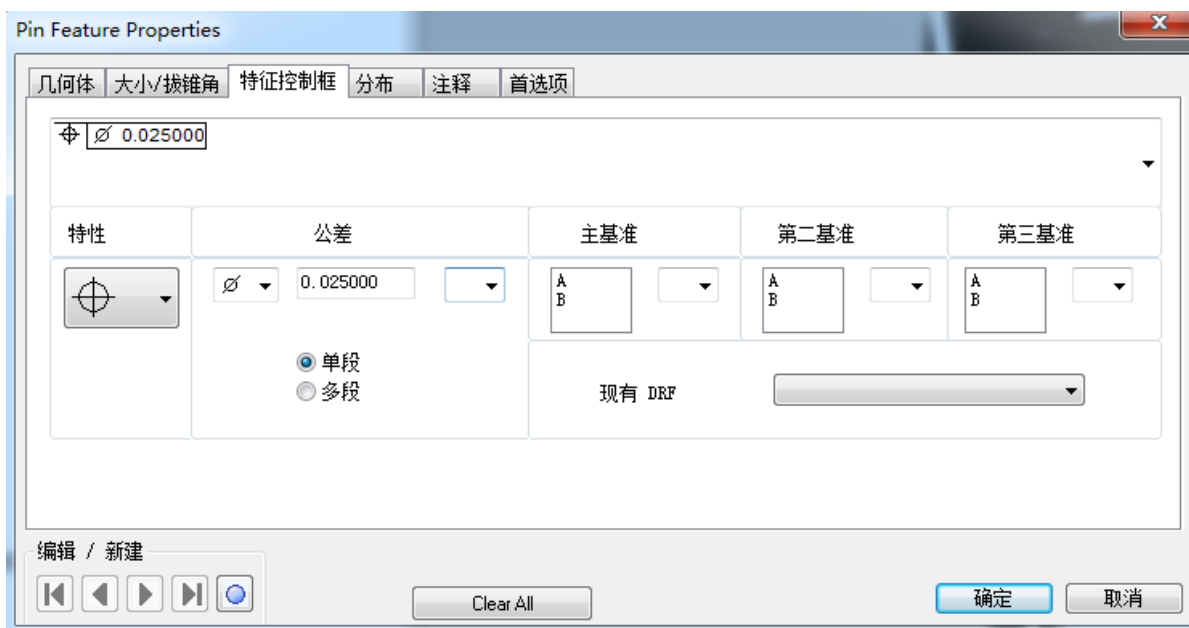 Pin Feature Properties
几何体 大小/拔锥角 特征控制框 分布 注释 首选项
⌖ ∅ 0.025000
特性 公差 主基准 第二基准 第三基准
⌖ ∅ 0.025000 A A A
B B B
单段
多段 现有 DRF
编辑 / 新建
Clear All 确定 取消